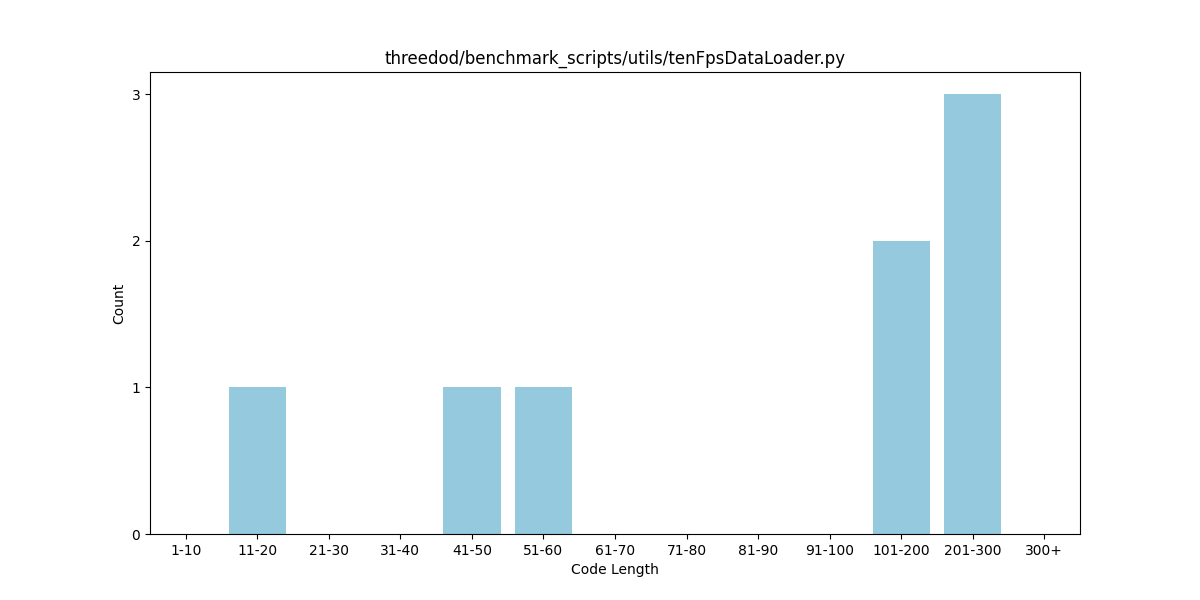 threedod/benchmark_scripts/utils/tenFpsDataLoader.py
3
2
1
0
Count
1-10 11-20 21-30 31-40 41-50 51-60 61-70 71-80 81-90 91-100 101-200 201-300 300+
Code Length